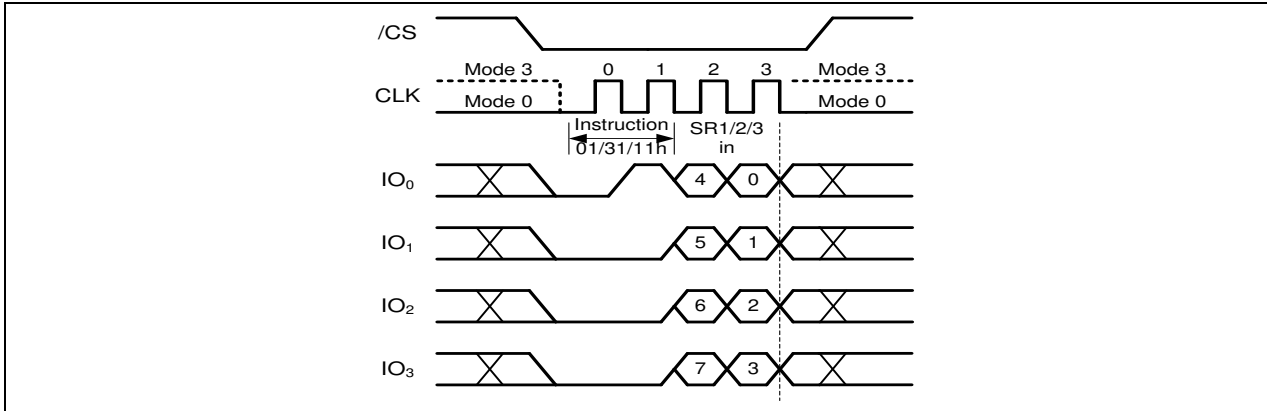 /CS
Mode 3 0 1 2 3 Mode 3
CLK
Mode 0 Mode 0
Instruction SR1/2/3
01/31/11h in
IO₀ 4 0
IO₁ 5 1
IO₂ 6 2
IO₃ 7 3